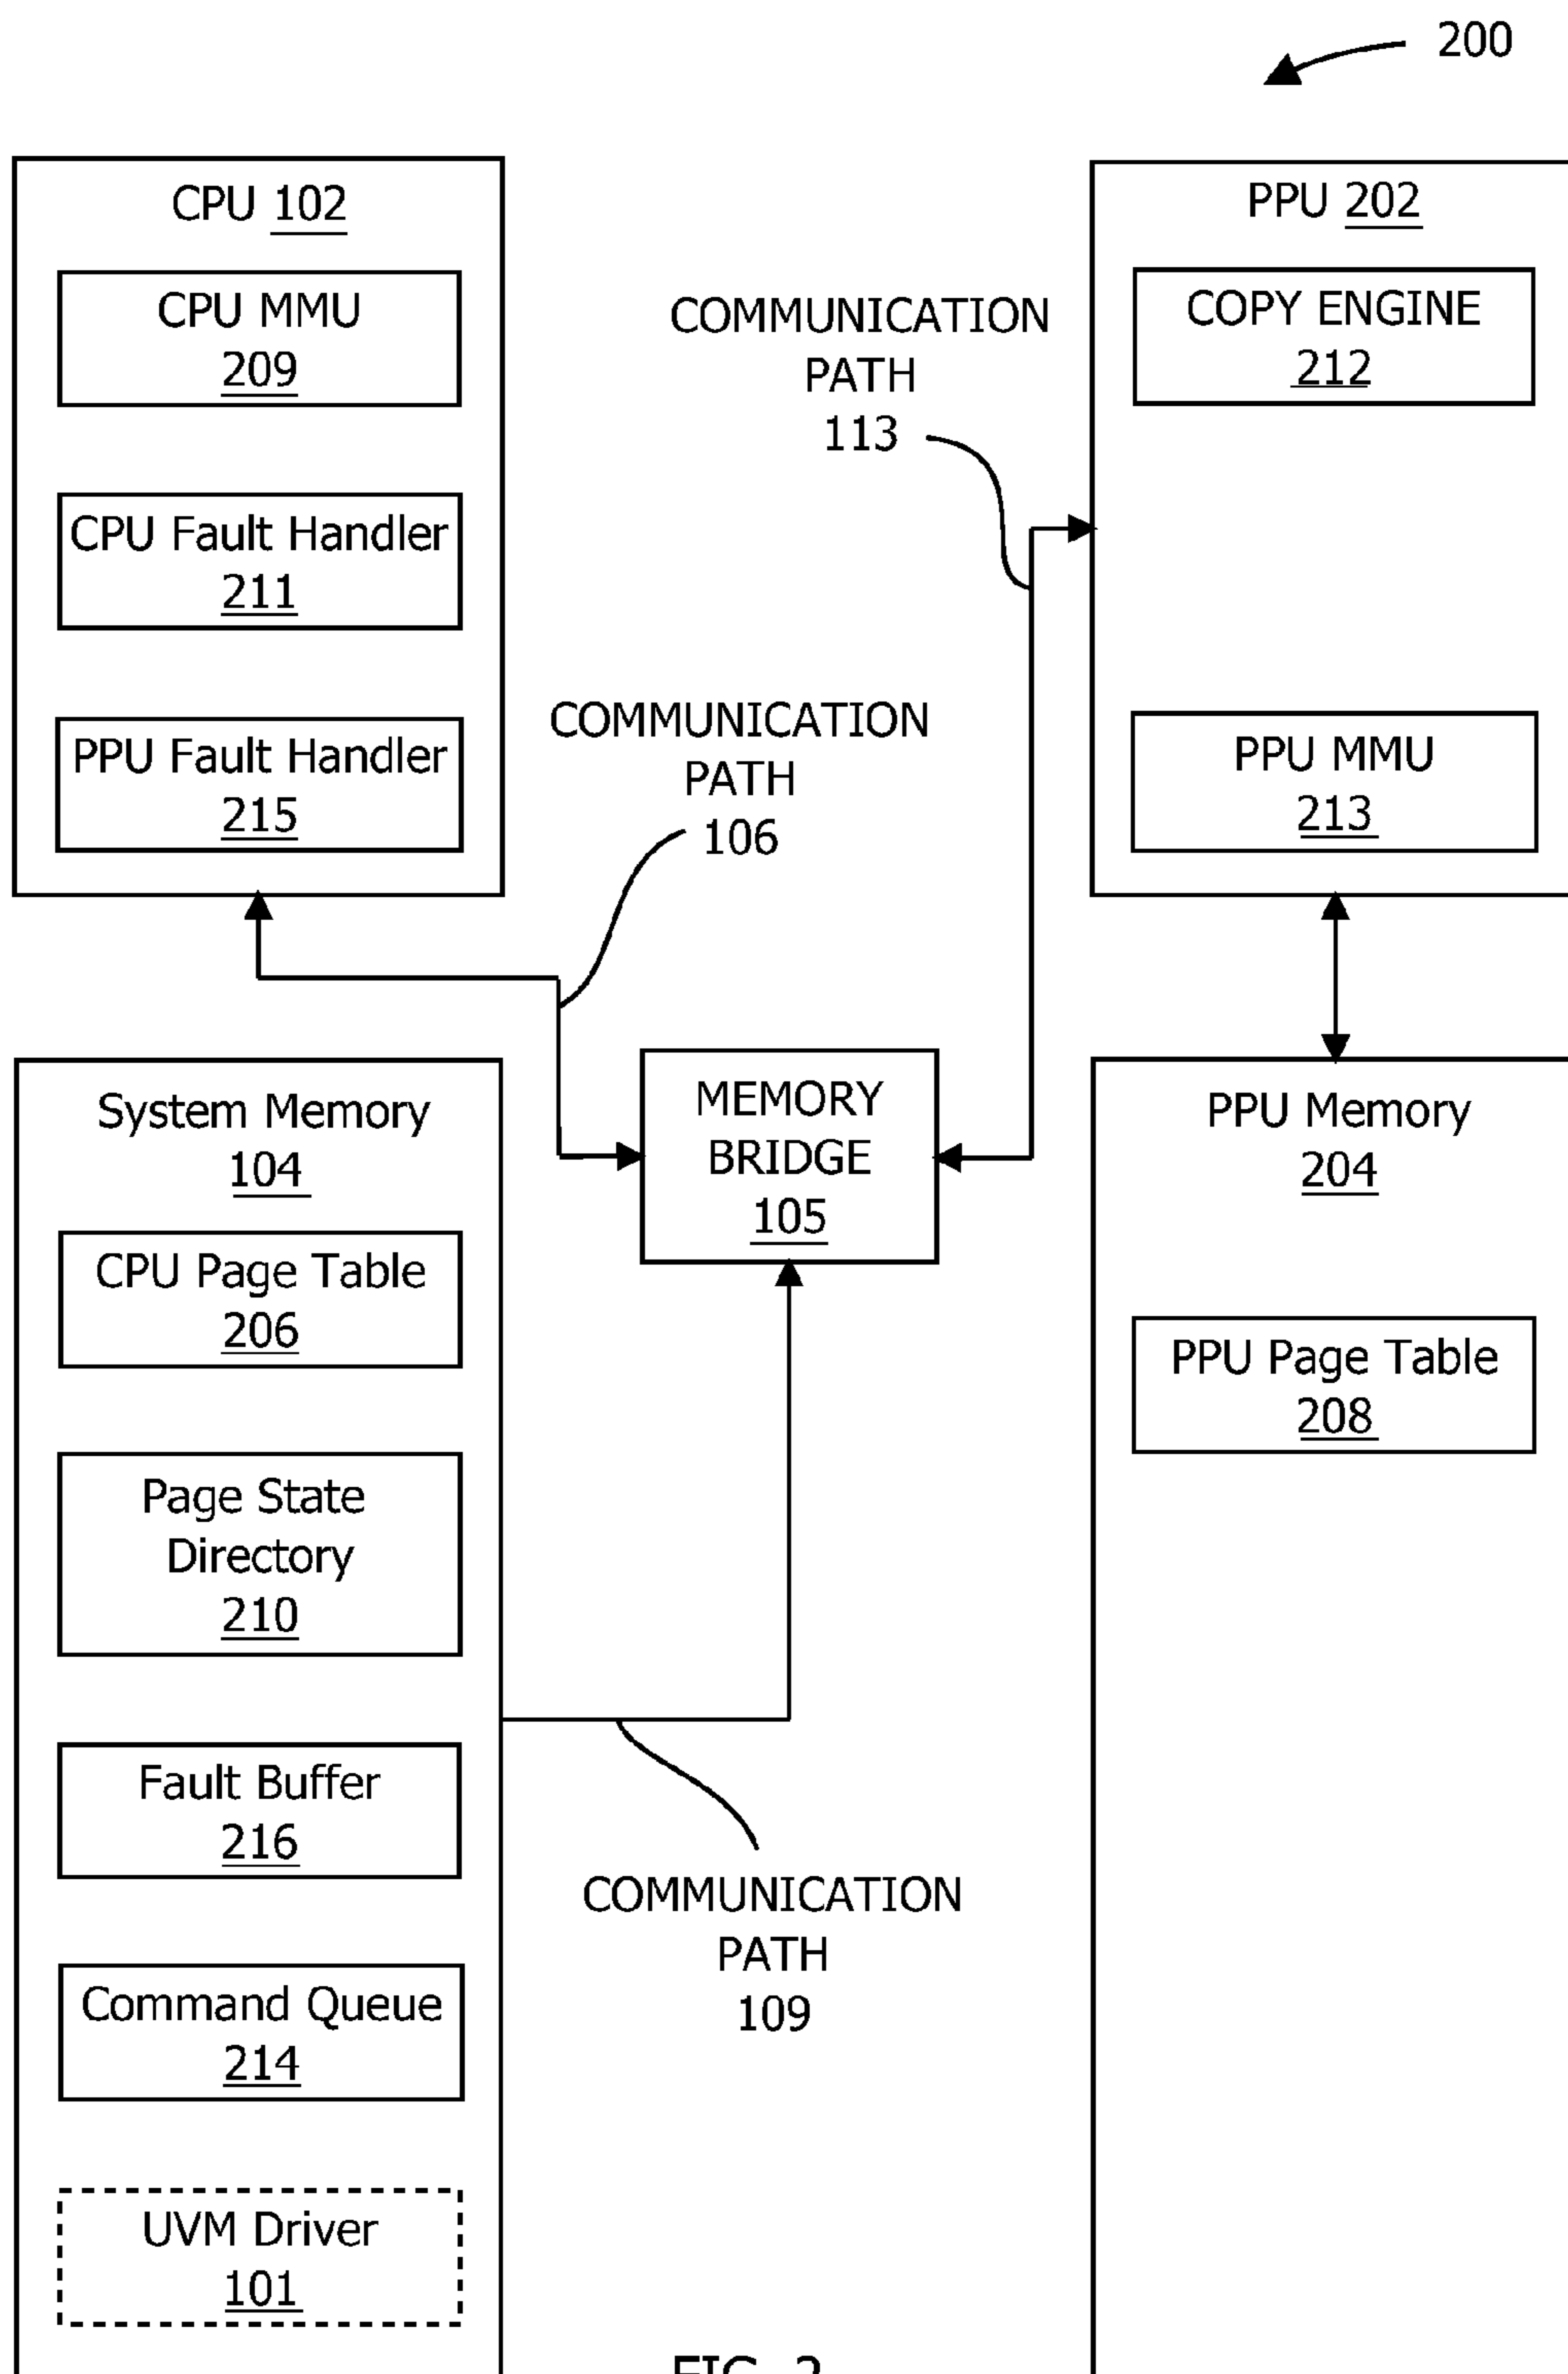 200
CPU 102
CPU MMU
209
CPU Fault Handler
211
PPU Fault Handler
215
COMMUNICATION
PATH
113
PPU 202
COPY ENGINE
212
PPU MMU
213
COMMUNICATION
PATH
106
System Memory
104
CPU Page Table
206
Page State
Directory
210
Fault Buffer
216
Command Queue
214
UVM Driver
101
MEMORY
BRIDGE
105
COMMUNICATION
PATH
109
PPU Memory
204
PPU Page Table
208
FIG. 2